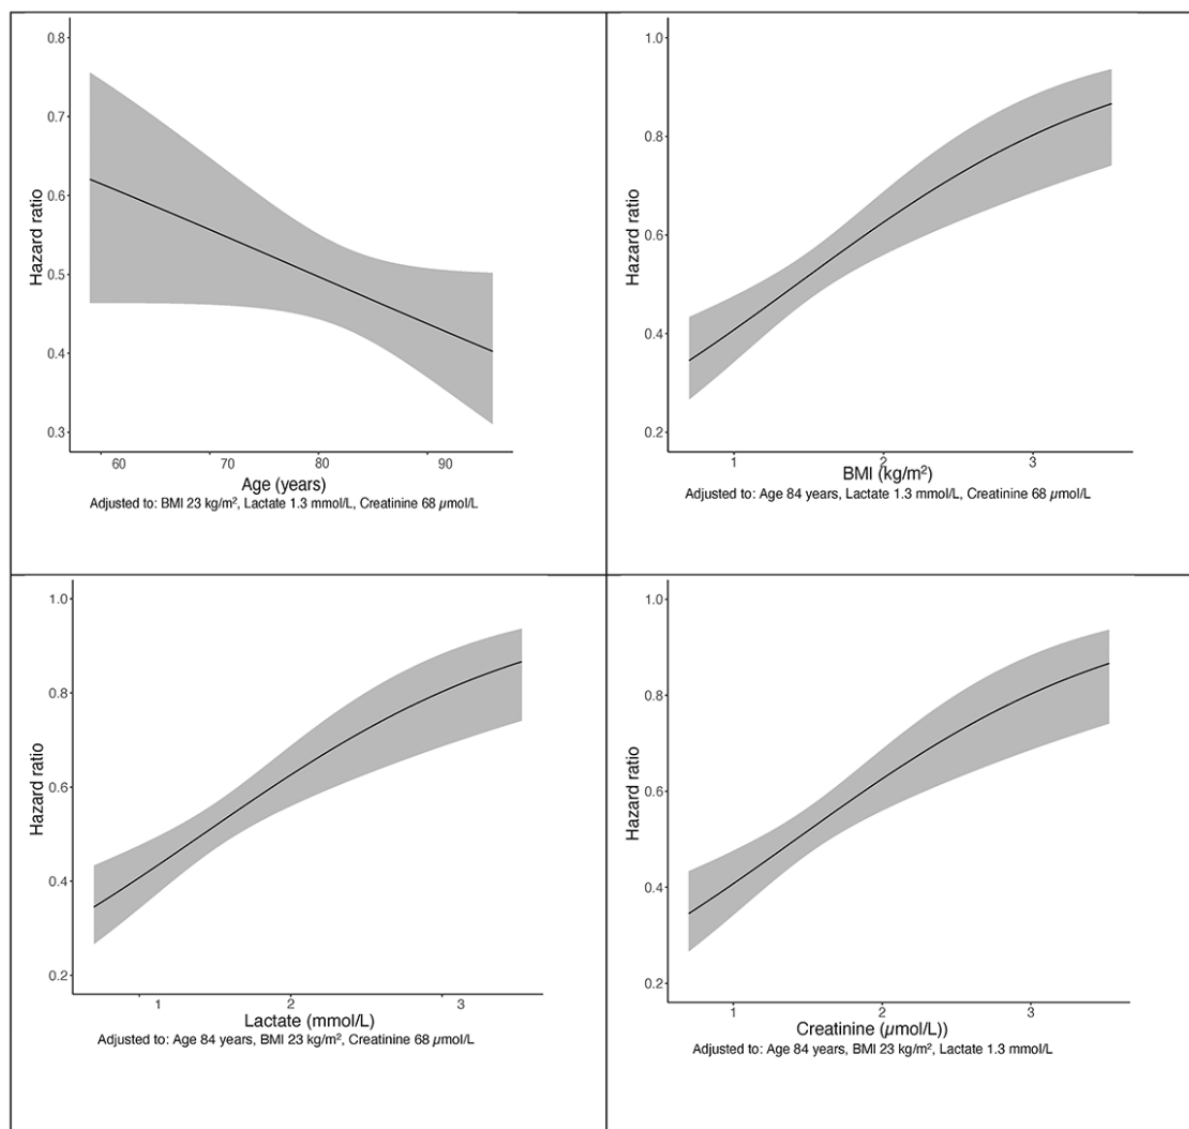 0.8
0.7
0.6
0.5
0.4
0.3
Hazard ratio
60 70 80 90
Age (years)
Adjusted to: BMI 23 kg/m², Lactate 1.3 mmol/L, Creatinine 68 µmol/L
1.0
0.8
0.6
0.4
0.2
Hazard ratio
1 2 3
BMI (kg/m²)
Adjusted to: Age 84 years, Lactate 1.3 mmol/L, Creatinine 68 µmol/L
1.0
0.8
0.6
0.4
0.2
Hazard ratio
1 2 3
Lactate (mmol/L)
Adjusted to: Age 84 years, BMI 23 kg/m², Creatinine 68 µmol/L
1.0
0.8
0.6
0.4
0.2
Hazard ratio
1 2 3
Creatinine (µmol/L))
Adjusted to: Age 84 years, BMI 23 kg/m², Lactate 1.3 mmol/L